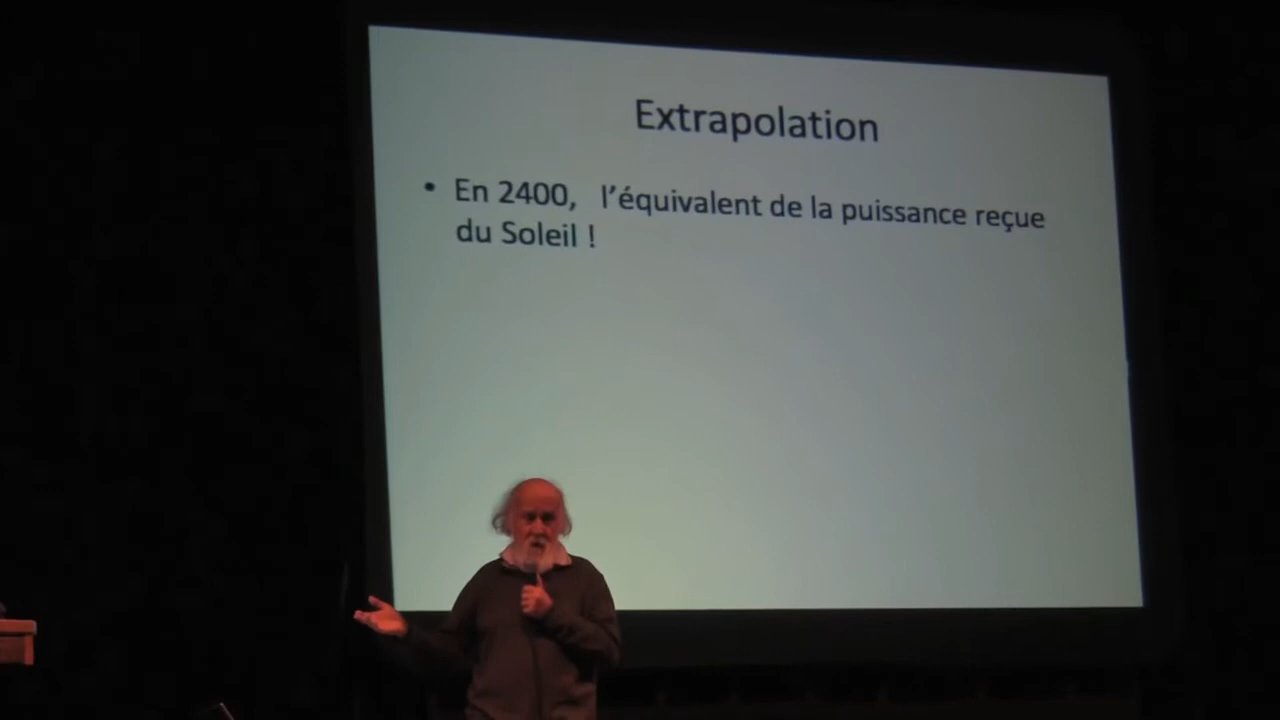 Extrapolation
• En 2400, l'équivalent de la puissance reçue
du Soleil !